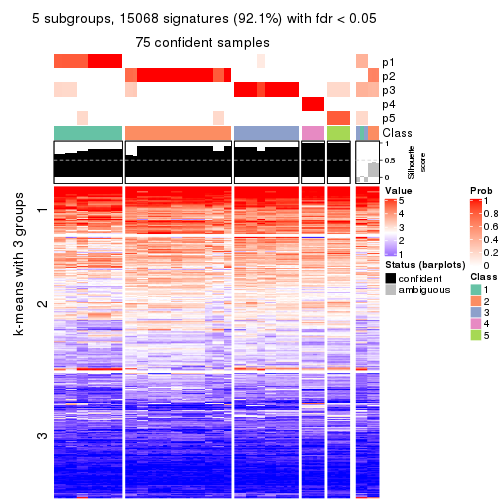 5 subgroups, 15068 signatures (92.1%) with fdr < 0.05
75 confident samples
p1
p2
p3
p4
p5
Class
1
0.5
0
Silhouette
score
k-means with 3 groups
1
2
3
Value
5
4
3
2
1
Status (barplots)
confident
ambiguous
Prob
1
0.8
0.6
0.4
0.2
0
Class
1
2
3
4
5